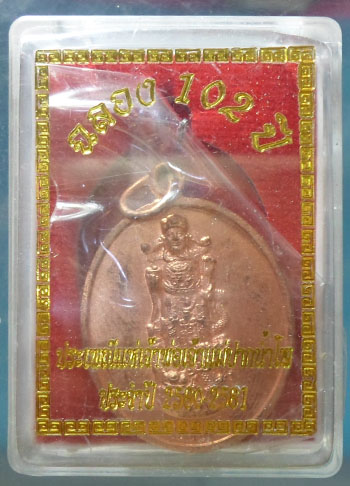 ฉลอง 102 ปี
ประเพณีแห่เจ้าพ่อเจ้าแม่ปากน้ำโพ
ประจำปี 2560-2561